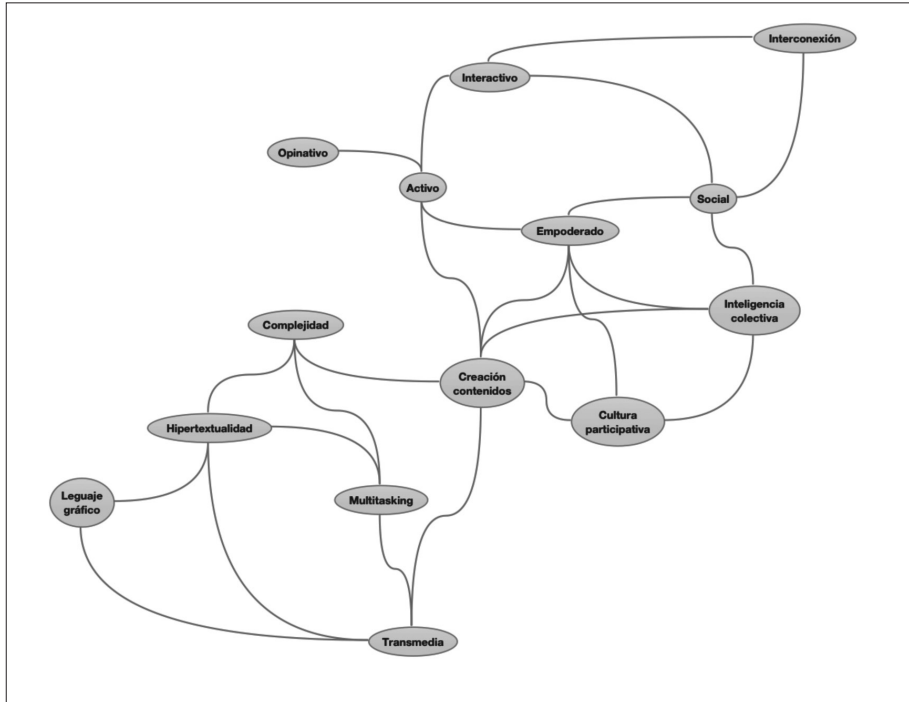 Interconexión
Interactivo
Opinativo
Activo
Social
Empoderado
Inteligencia
colectiva
Complejidad
Creación
contenidos
Cultura
participativa
Hipertextualidad
Leguaje
gráfico
Multitasking
Transmedia